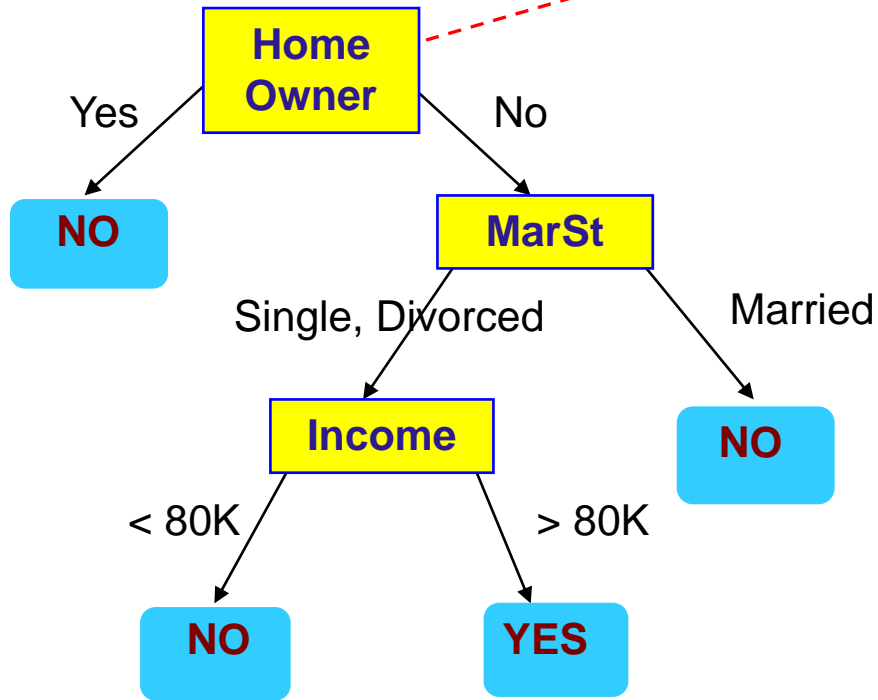 Home
Owner
Yes
No
NO
MarSt
Single, Divorced
Married
Income
NO
< 80K
> 80K
NO
YES